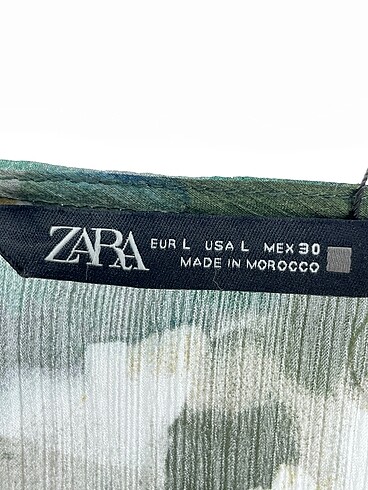 ZARA
EUR L USA L MEX 30
MADE IN MOROCCO